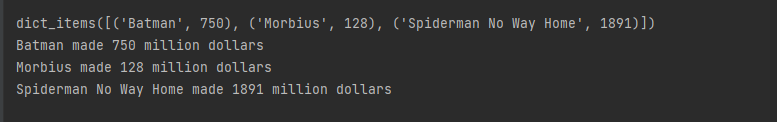 dict_items([('Batman', 750), ('Morbius', 128), ('Spiderman No Way Home', 1891)])
Batman made 750 million dollars
Morbius made 128 million dollars
Spiderman No Way Home made 1891 million dollars